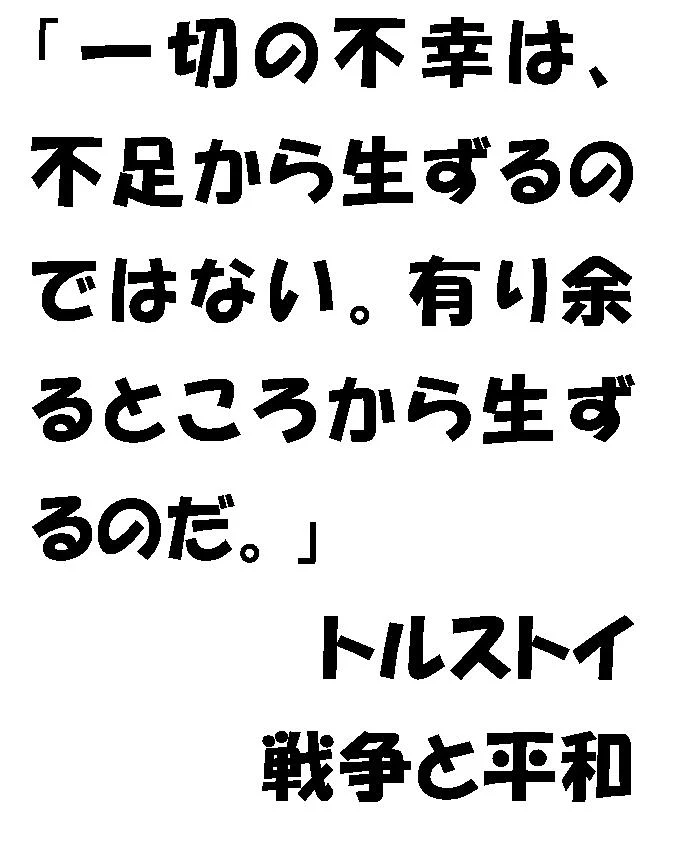 「一切の不幸は、
不足から生ずるの
ではない。有り余
るところから生ず
るのだ。」
トルストイ
戦争と平和